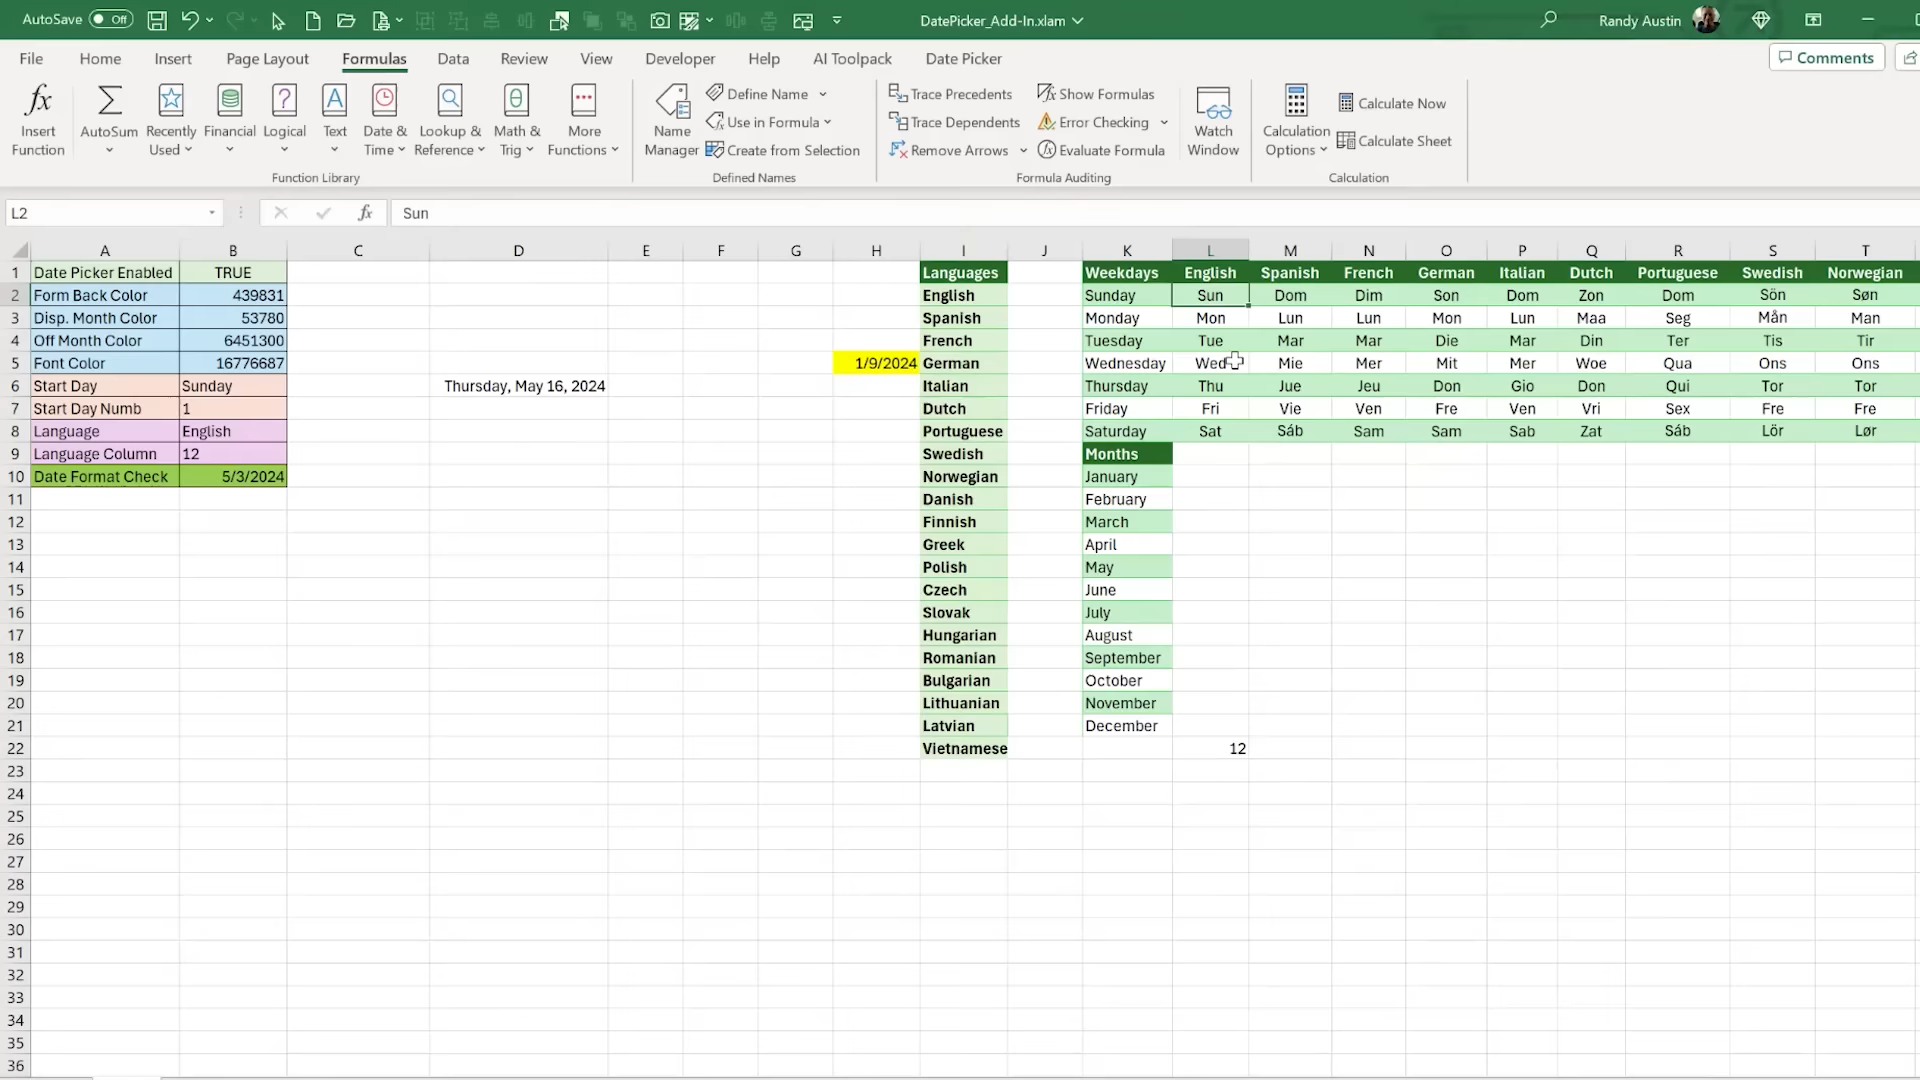 AutoSave Off DatePicker_Add-In.xlam Randy Austin
File Home Insert Page Layout Formulas Data Review View Developer Help AI Toolpack Date Picker Comments
Insert Function
AutoSum
Recently Used
Financial
Logical
Text
Date & Time
Lookup & Reference
Math & Trig
More Functions
Function Library
Name Manager
Define Name
Use in Formula
Create from Selection
Defined Names
Trace Precedents
Trace Dependents
Remove Arrows
Show Formulas
Error Checking
Evaluate Formula
Formula Auditing
Watch Window
Calculation Options
Calculate Now
Calculate Sheet
Calculation
L2 fx Sun
A B C D E F G H I J K L M N O P Q R S T
1 Date Picker Enabled TRUE Languages Weekdays English Spanish French German Italian Dutch Portuguese Swedish Norwegian
2 Form Back Color 439831 English Sunday Sun Dom Dim Son Dom Zon Dom Sön Søn
3 Disp. Month Color 53780 Spanish Monday Mon Lun Lun Mon Lun Maa Seg Mån Man
4 Off Month Color 6451300 French Tuesday Tue Mar Mar Die Mar Din Ter Tis Tir
5 Font Color 16776687 1/9/2024 German Wednesday Wed Mie Mer Mit Mer Woe Qua Ons Ons
6 Start Day Sunday Thursday, May 16, 2024 Italian Thursday Thu Jue Jeu Don Gio Don Qui Tor Tor
7 Start Day Numb 1 Dutch Friday Fri Vie Ven Fre Ven Vri Sex Fre Fre
8 Language English Portuguese Saturday Sat Sáb Sam Sam Sab Zat Sáb Lör Lør
9 Language Column 12 Swedish Months
10 Date Format Check 5/3/2024 Norwegian January
11 Danish February
12 Finnish March
13 Greek April
14 Polish May
15 Czech June
16 Slovak July
17 Hungarian August
18 Romanian September
19 Bulgarian October
20 Lithuanian November
21 Latvian December
22 Vietnamese 12
23
24
25
26
27
28
29
30
31
32
33
34
35
36